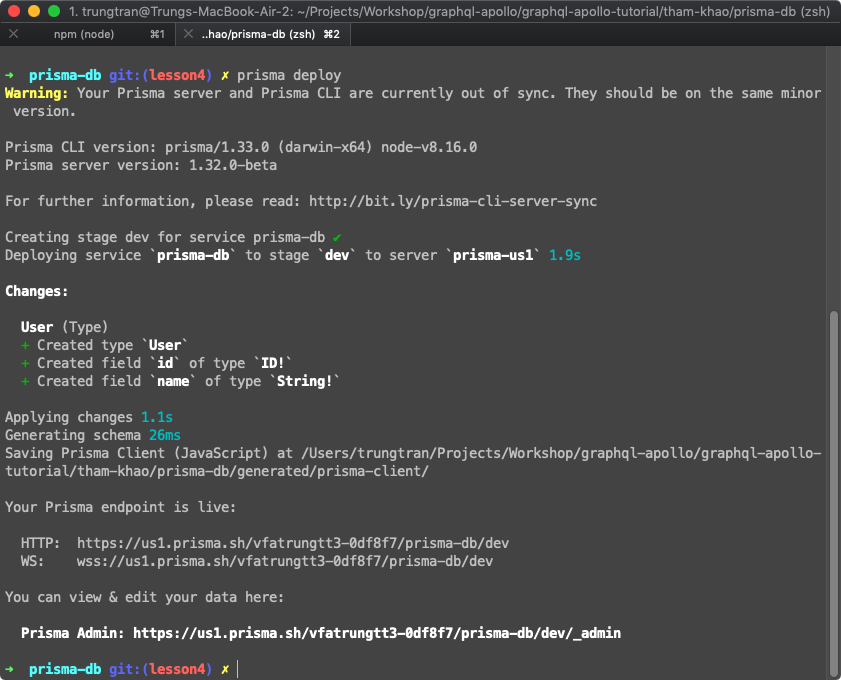 1. trungtran@Trungs-MacBook-Air-2: ~/Projects/Workshop/graphql-apollo/graphql-apollo-tutorial/tham-khao/prisma-db (zsh)
npm (node) ⌘1 ..hao/prisma-db (zsh) ⌘2
➜ prisma-db git:(lesson4) ✗ prisma deploy
Warning: Your Prisma server and Prisma CLI are currently out of sync. They should be on the same minor
version.
Prisma CLI version: prisma/1.33.0 (darwin-x64) node-v8.16.0
Prisma server version: 1.32.0-beta
For further information, please read: http://bit.ly/prisma-cli-server-sync
Creating stage dev for service prisma-db ✔
Deploying service `prisma-db` to stage `dev` to server `prisma-us1` 1.9s
Changes:
User (Type)
+ Created type `User`
+ Created field `id` of type `ID!`
+ Created field `name` of type `String!`
Applying changes 1.1s
Generating schema 26ms
Saving Prisma Client (JavaScript) at /Users/trungtran/Projects/Workshop/graphql-apollo/graphql-apollo-
tutorial/tham-khao/prisma-db/generated/prisma-client/
Your Prisma endpoint is live:
HTTP: https://us1.prisma.sh/vfatrungtt3-0df8f7/prisma-db/dev
WS: wss://us1.prisma.sh/vfatrungtt3-0df8f7/prisma-db/dev
You can view & edit your data here:
Prisma Admin: https://us1.prisma.sh/vfatrungtt3-0df8f7/prisma-db/dev/_admin
➜ prisma-db git:(lesson4) ✗